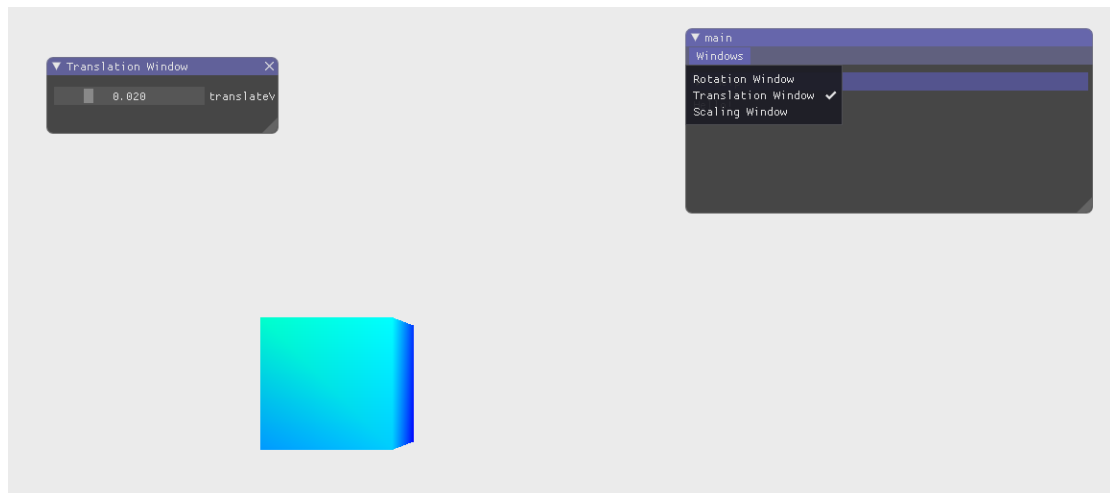 Translation Window
0.020 translateV
main
Windows
Rotation Window
Translation Window
Scaling Window